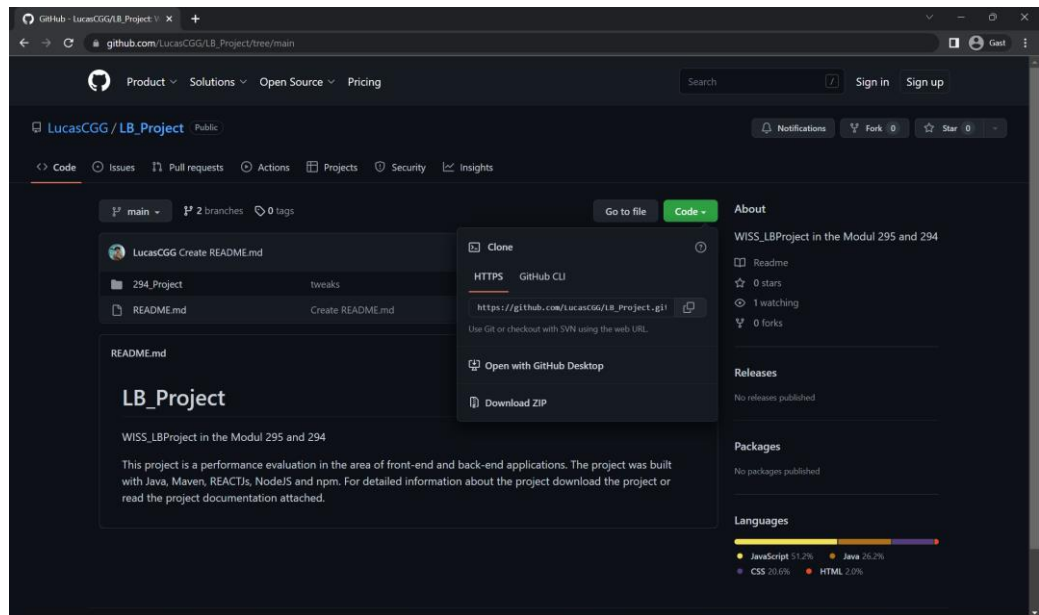 GitHub - LucasCGG/LB_Project: W
github.com/LucasCGG/LB_Project/tree/main
Gast
Product Solutions Open Source Pricing
Search /
Sign in Sign up
LucasCGG / LB_Project Public
Notifications Fork 0 Star 0
Code Issues Pull requests Actions Projects Security Insights
main 2 branches 0 tags
Go to file Code
LucasCGG Create README.md
294_Project tweaks
README.md Create README.md
Clone
HTTPS GitHub CLI
https://github.com/LucasCGG/LB_Project.git
Use Git or checkout with SVN using the web URL.
Open with GitHub Desktop
Download ZIP
README.md
LB_Project
WISS_LBProject in the Modul 295 and 294
This project is a performance evaluation in the area of front-end and back-end applications. The project was built
with Java, Maven, REACTJs, NodeJS and npm. For detailed information about the project download the project or
read the project documentation attached.
About
WISS_LBProject in the Modul 295 and 294
Readme
0 stars
1 watching
0 forks
Releases
No releases published
Packages
No packages published
Languages
JavaScript 51.2% Java 26.2%
CSS 20.6% HTML 2.0%